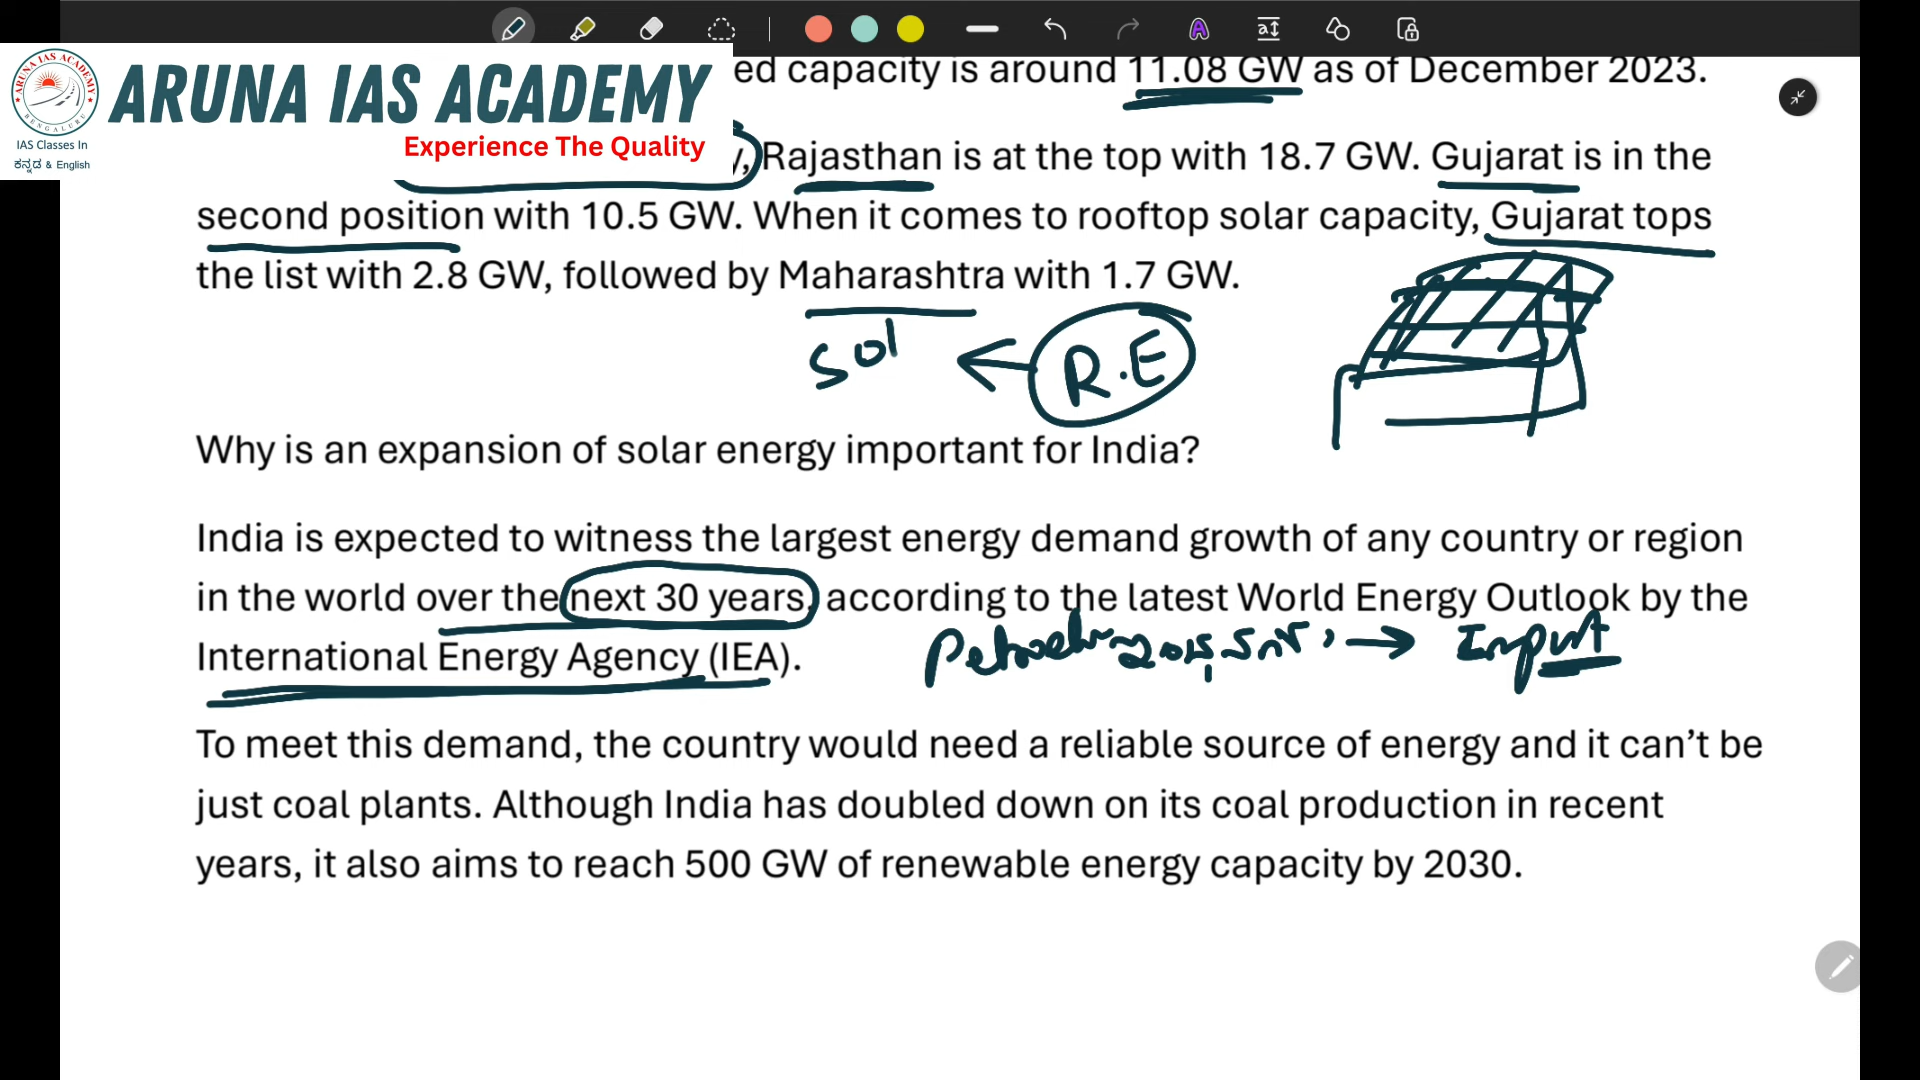 ed capacity is around 11.08 GW as of December 2023.
ARUNA IAS ACADEMY
Experience The Quality
ARUNA IAS ACADEMY
BENGALURU
IAS Classes In
ಕನ್ನಡ & English
y, Rajasthan is at the top with 18.7 GW. Gujarat is in the
second position with 10.5 GW. When it comes to rooftop solar capacity, Gujarat tops
the list with 2.8 GW, followed by Maharashtra with 1.7 GW.
Sol ← R.E
Why is an expansion of solar energy important for India?
India is expected to witness the largest energy demand growth of any country or region
in the world over the next 30 years, according to the latest World Energy Outlook by the
International Energy Agency (IEA).
→ Input
To meet this demand, the country would need a reliable source of energy and it can’t be
just coal plants. Although India has doubled down on its coal production in recent
years, it also aims to reach 500 GW of renewable energy capacity by 2030.